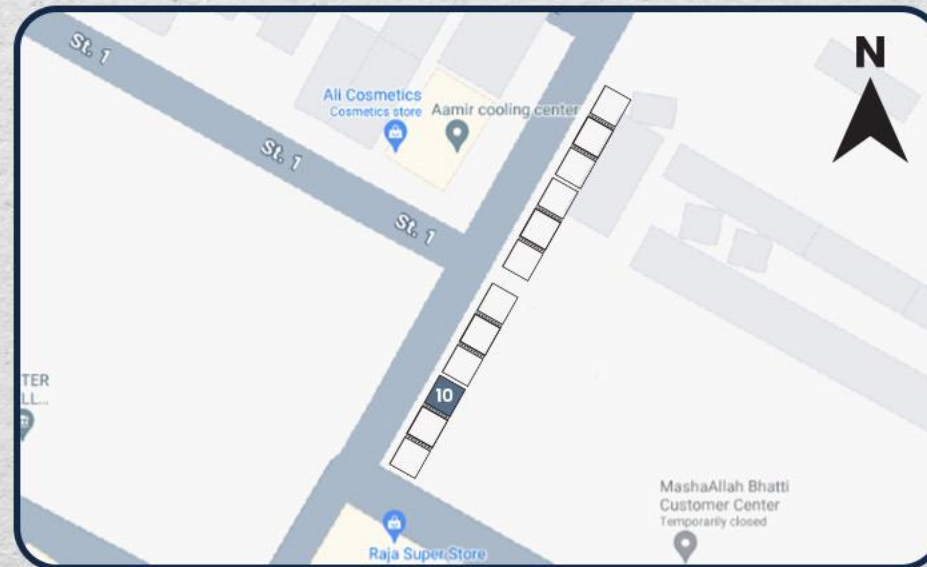 St. 1
Ali Cosmetics
Cosmetics store
Aamir cooling center
N
St. 1
St. 1
TER
LL...
10
MashaAllah Bhatti
Customer Center
Temporarily closed
Raja Super Store